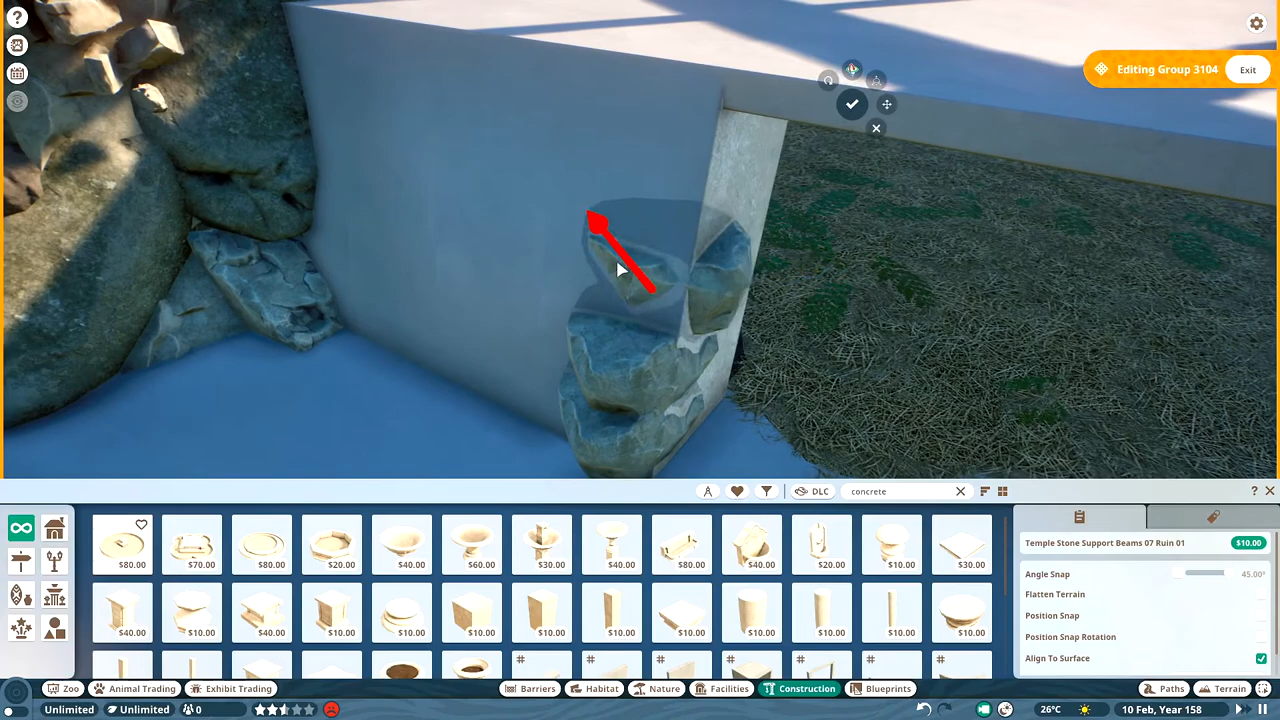 ?
Editing Group 3104
Exit
DLC
concrete
?
$80.00
$70.00
$20.00
$20.00
$40.00
$60.00
$30.00
$40.00
$80.00
$40.00
$20.00
$10.00
$30.00
$40.00
$10.00
$40.00
$10.00
$10.00
$10.00
$10.00
$10.00
$10.00
$10.00
$10.00
$10.00
$10.00
Temple Stone Support Beams 07 Ruin 01
$10.00
Angle Snap
45.00°
Flatten Terrain
Position Snap
Position Snap Rotation
Align To Surface
Zoo
Animal Trading
Exhibit Trading
Barriers
Habitat
Nature
Facilities
Construction
Blueprints
Paths
Terrain
Unlimited
Unlimited
0
26°C
10 Feb, Year 158